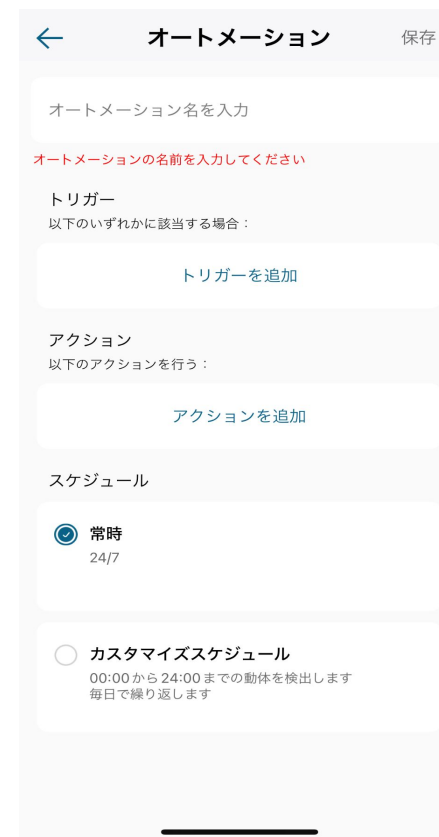 オートメーション
保存
オートメーション名を入力
オートメーションの名前を入力してください
トリガー
以下のいずれかに該当する場合：
トリガーを追加
アクション
以下のアクションを行う：
アクションを追加
スケジュール
常時
24/7
カスタマイズスケジュール
00:00から24:00までの動体を検出します
毎日で繰り返します